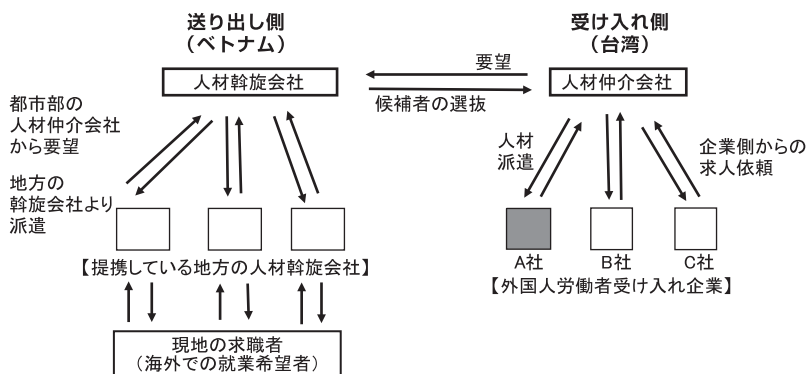 送り出し側
（ベトナム）
受け入れ側
（台湾）
人材斡旋会社
要望
候補者の選抜
人材仲介会社
都市部の
人材仲介会社
から要望
地方の
斡旋会社より
派遣
人材
派遣
企業側からの
求人依頼
A社
B社
C社
【提携している地方の人材斡旋会社】
【外国人労働者受け入れ企業】
現地の求職者
（海外での就業希望者）